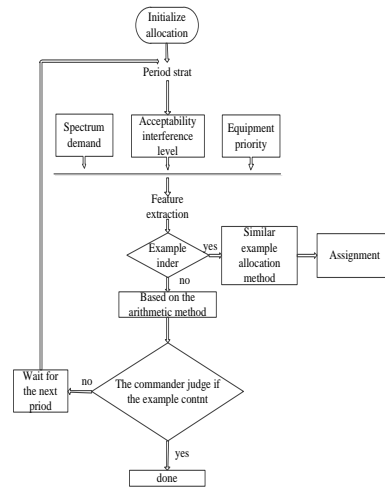 Initialize
allocation
Period strat
Spectrum
demand
Acceptability
interference
level
Equipment
priority
Feature
extraction
Example
inder
yes
Similar
example
allocation
method
Assignment
no
Based on the
arithmetic method
The commander judge if
the example contnt
no
Wait for
the next
priod
yes
done